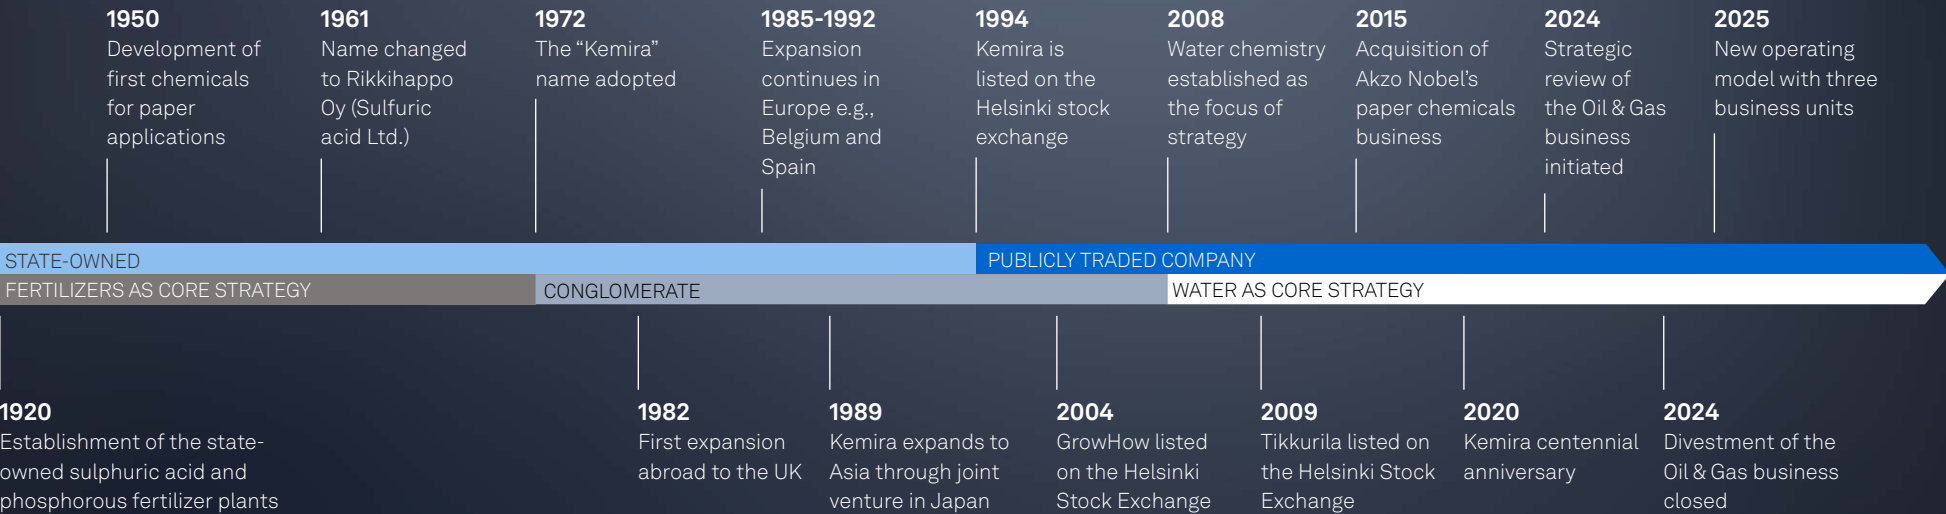 1950
Development of
first chemicals
for paper
applications
1961
Name changed
to Rikkihappo
Oy (Sulfuric
acid Ltd.)
1972
The “Kemira”
name adopted
1985-1992
Expansion
continues in
Europe e.g.,
Belgium and
Spain
1994
Kemira is
listed on the
Helsinki stock
exchange
2008
Water chemistry
established as
the focus of
strategy
2015
Acquisition of
Akzo Nobel’s
paper chemicals
business
2024
Strategic
review of
the Oil & Gas
business
initiated
2025
New operating
model with three
business units
STATE-OWNED
PUBLICLY TRADED COMPANY
FERTILIZERS AS CORE STRATEGY
CONGLOMERATE
WATER AS CORE STRATEGY
1920
Establishment of the state-
owned sulphuric acid and
phosphorous fertilizer plants
1982
First expansion
abroad to the UK
1989
Kemira expands to
Asia through joint
venture in Japan
2004
GrowHow listed
on the Helsinki
Stock Exchange
2009
Tikkurila listed on
the Helsinki Stock
Exchange
2020
Kemira centennial
anniversary
2024
Divestment of the
Oil & Gas business
closed